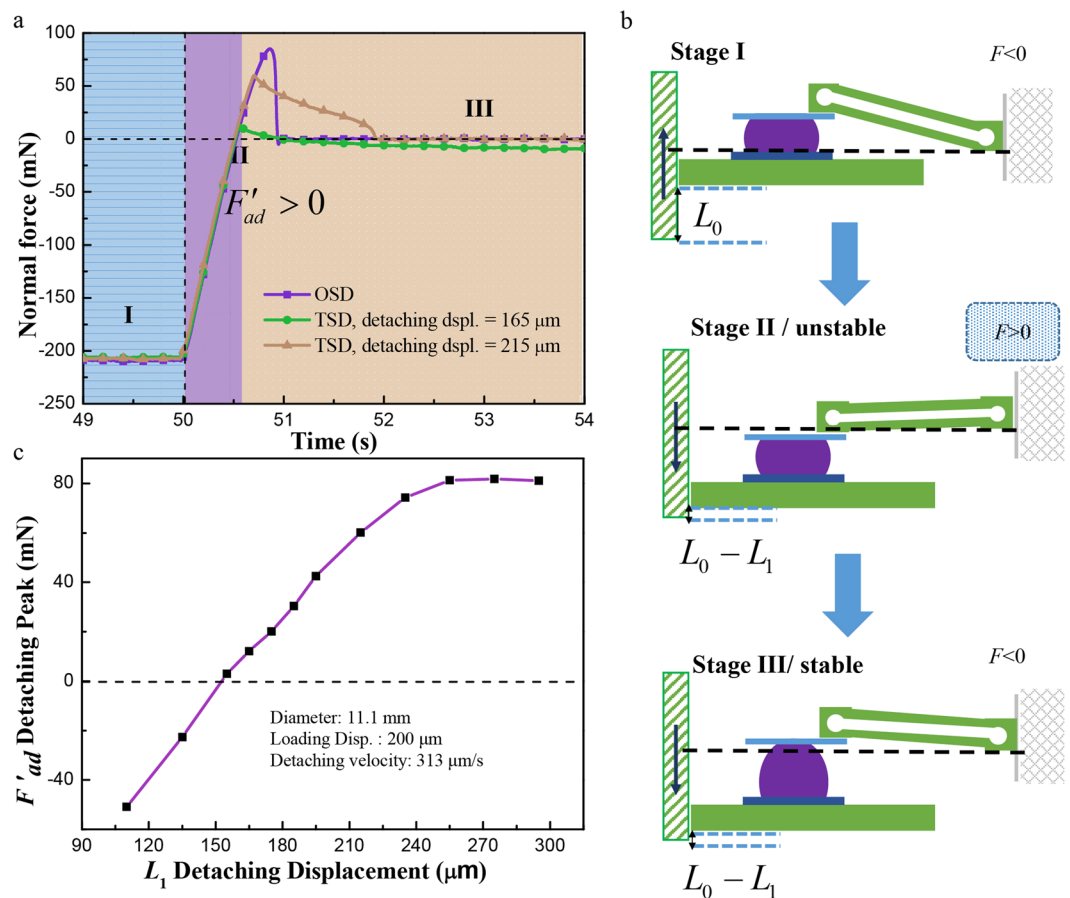 a
Normal force (mN)
100
50
0
-50
-100
-150
-200
-250
I
II
III
F'ad > 0
OSD
TSD, detaching dspl. = 165 μm
TSD, detaching dspl. = 215 μm
49 50 51 52 53 54
Time (s)
b
Stage I
F<0
L0
Stage II / unstable
F>0
L0 − L1
Stage III/ stable
F<0
L0 − L1
c
F'ad Detaching Peak (mN)
80
40
0
-40
Diameter: 11.1 mm
Loading Disp. : 200 μm
Detaching velocity: 313 μm/s
90 120 150 180 210 240 270 300
L1 Detaching Displacement (μm)